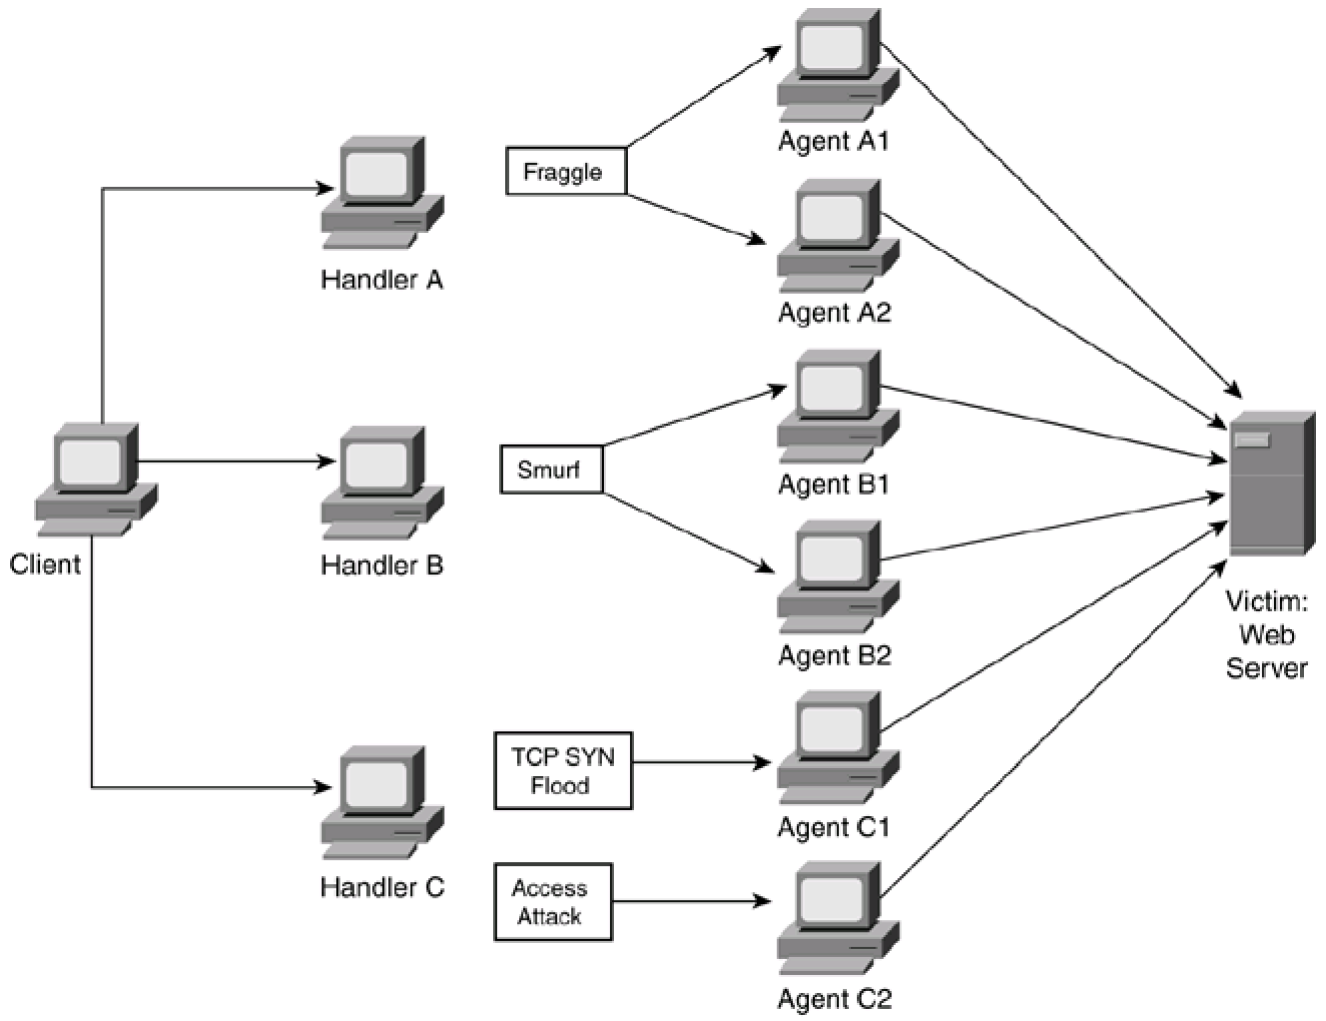 Agent A1
Fraggle
Handler A
Agent A2
Agent B1
Smurf
Client
Handler B
Agent B2
Victim:
Web
Server
TCP SYN
Flood
Agent C1
Handler C
Access
Attack
Agent C2